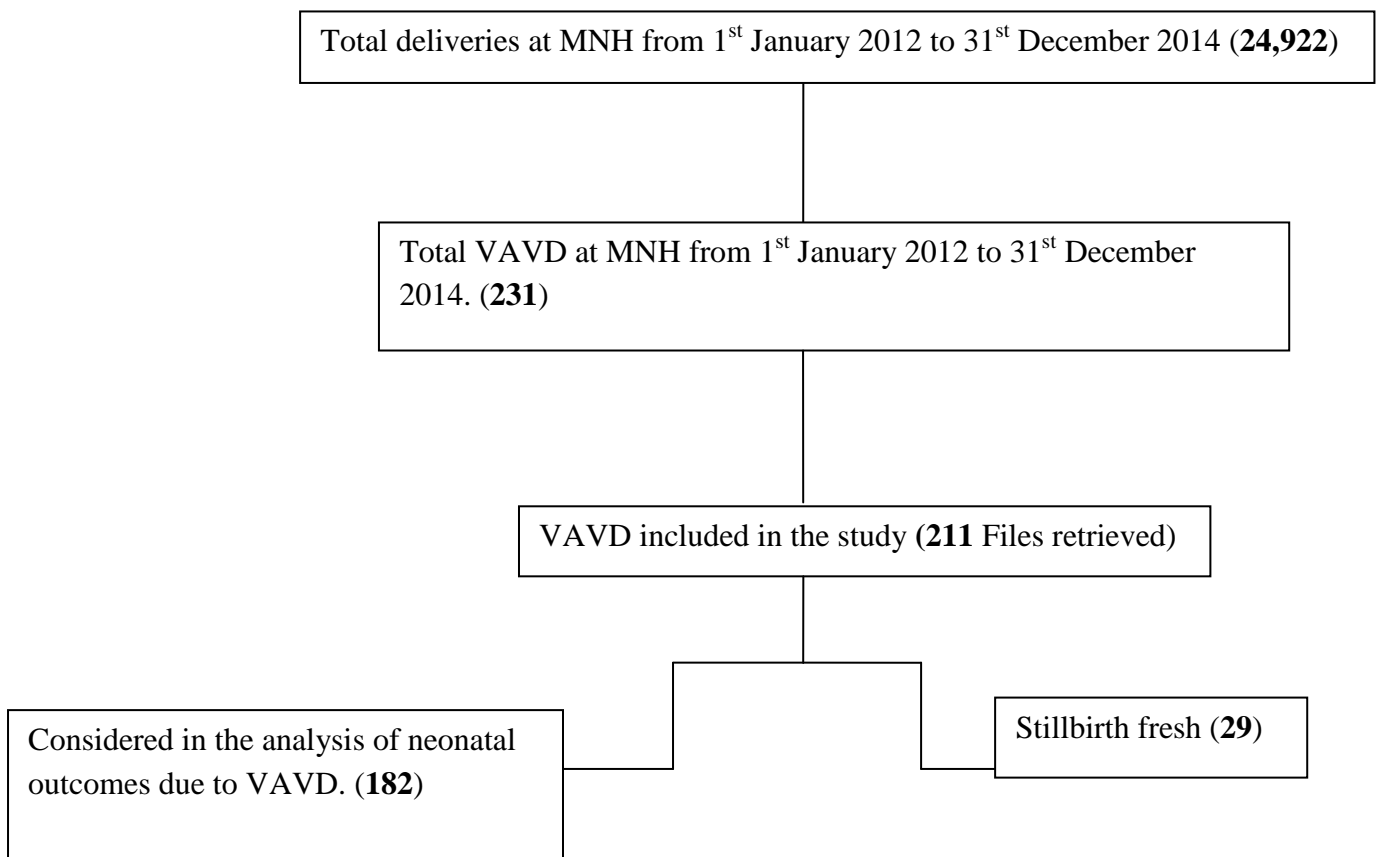 Total deliveries at MNH from 1st January 2012 to 31st December 2014 (24,922)
Total VAVD at MNH from 1st January 2012 to 31st December
2014. (231)
VAVD included in the study (211 Files retrieved)
Considered in the analysis of neonatal
outcomes due to VAVD. (182)
Stillbirth fresh (29)